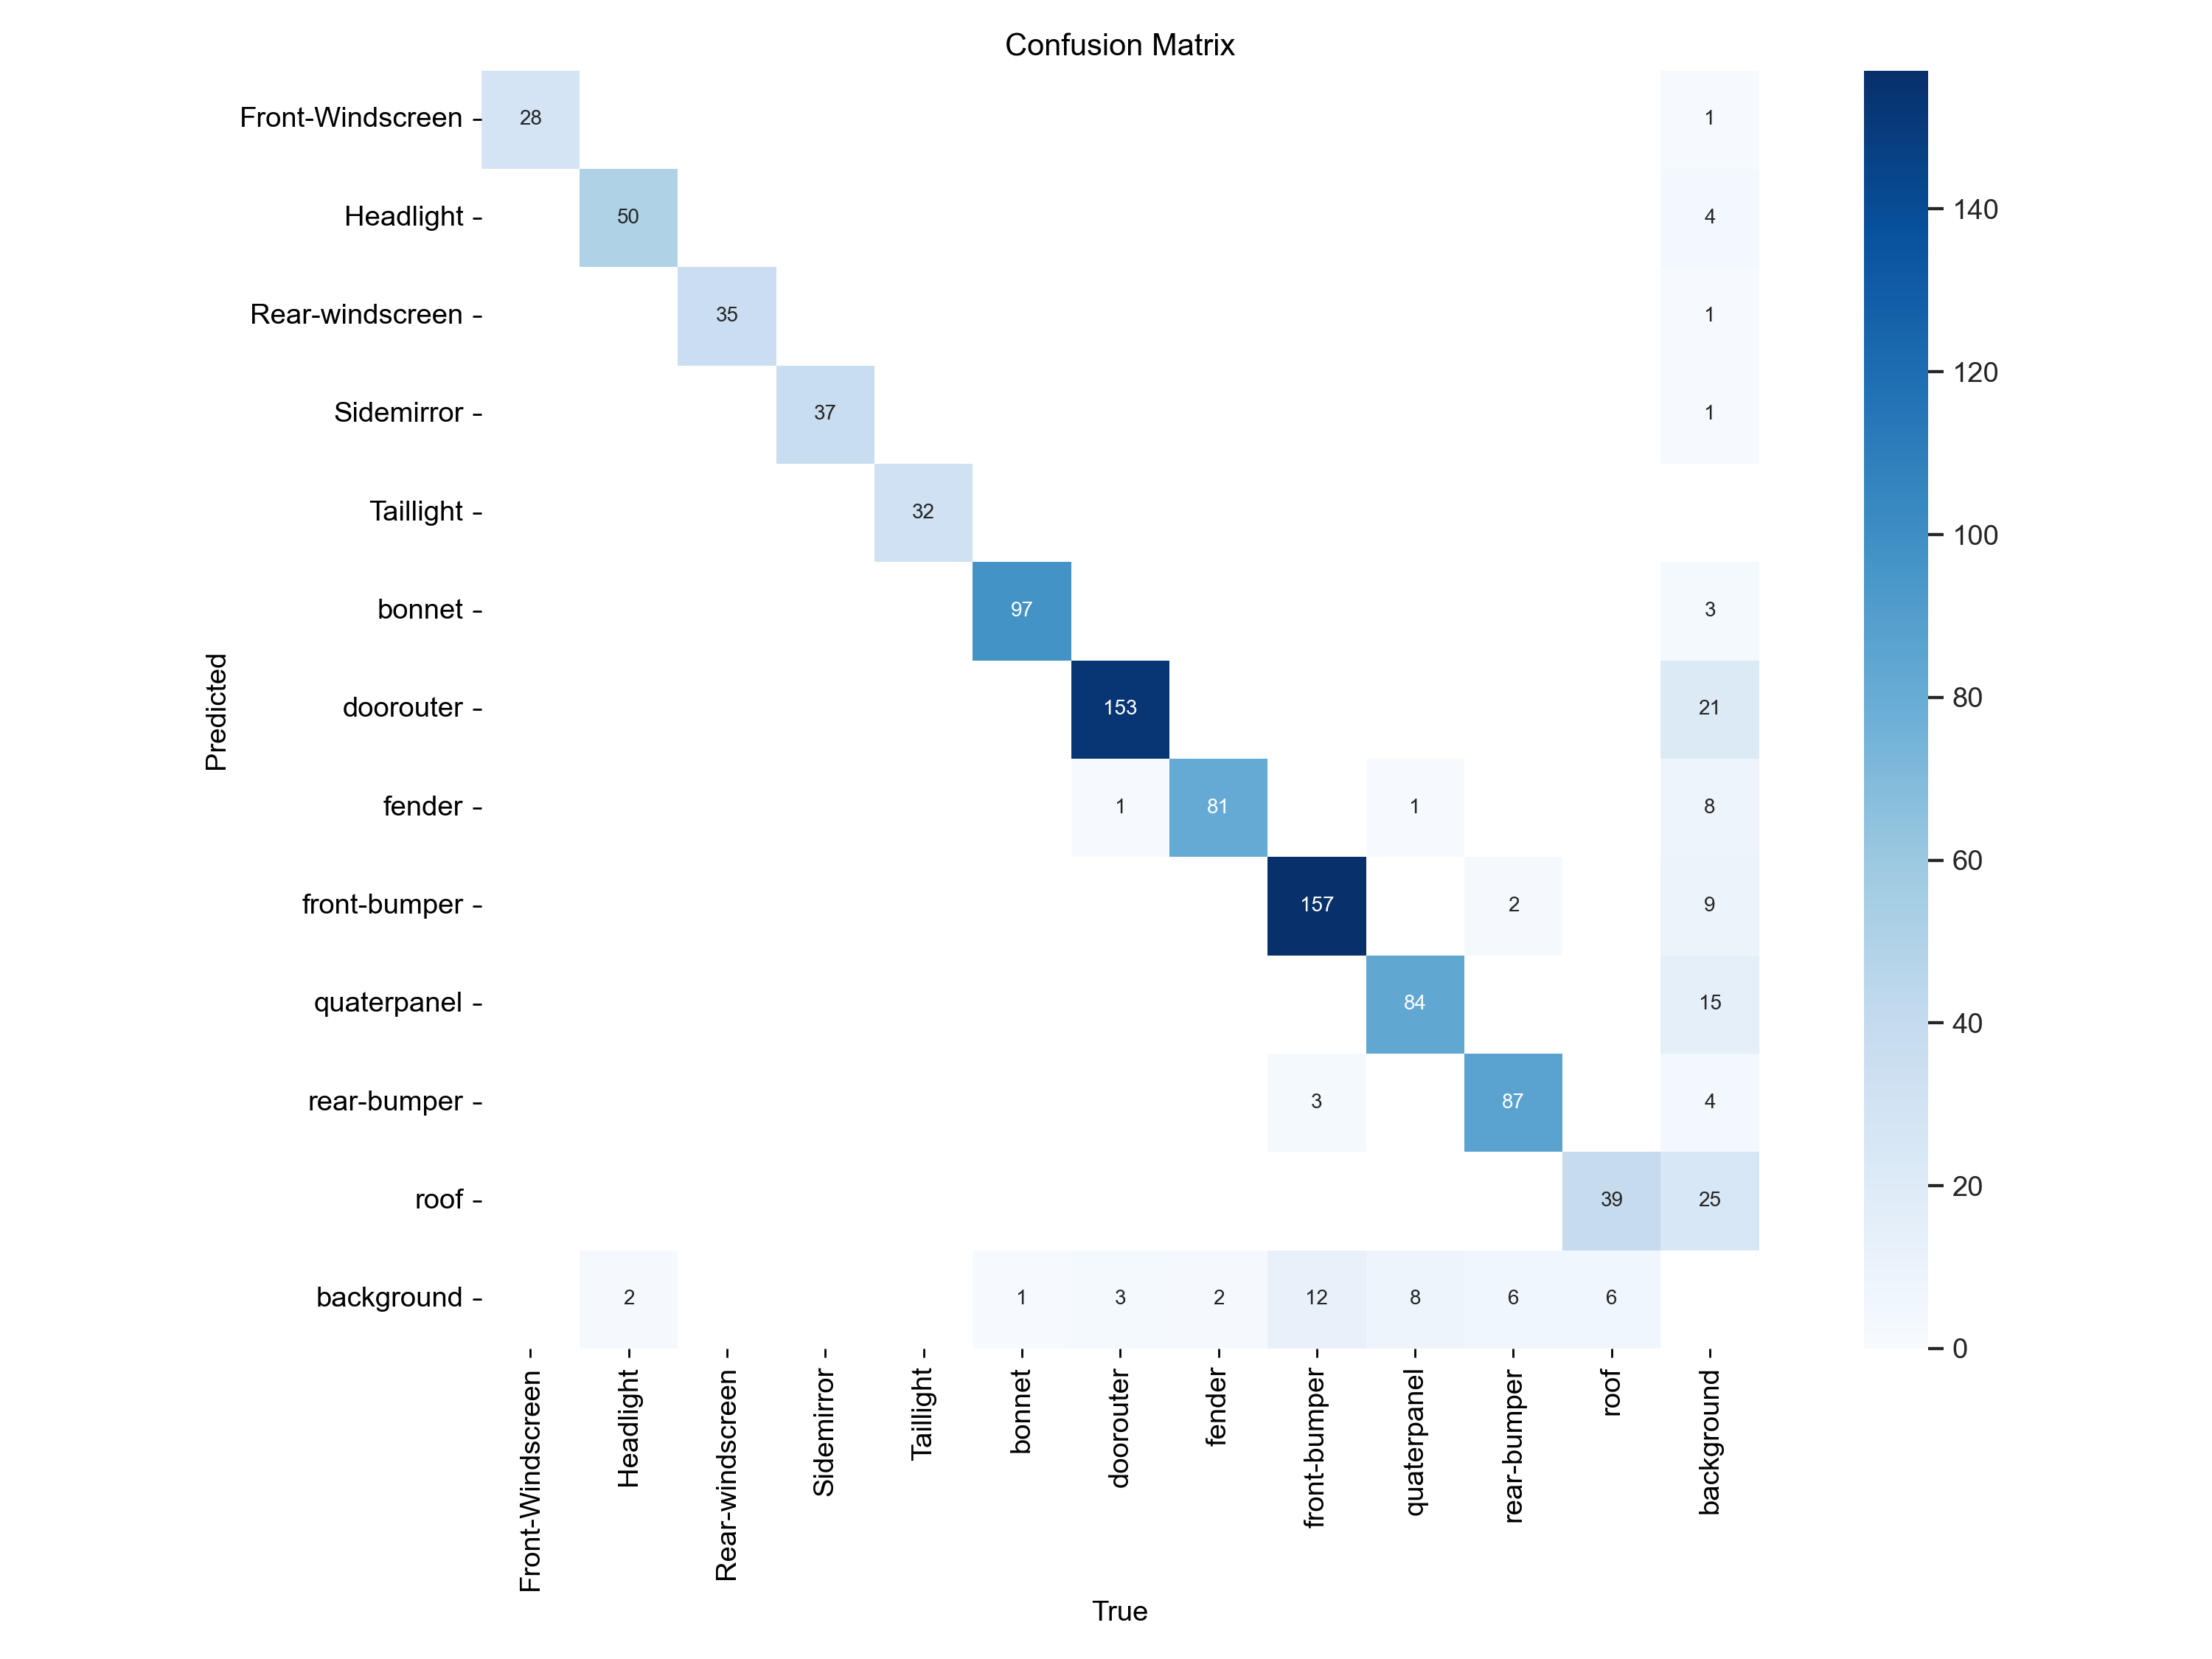 Confusion Matrix
Front-Windscreen 28 1
Headlight 50 4 140
Rear-windscreen 35 1
120
Sidemirror 37 1
Taillight 32
100
bonnet 97 3
Predicted
doorouter 153 21 80
fender 1 81 1 8
60
front-bumper 157 2 9
quaterpanel 84 15
40
rear-bumper 3 87 4
roof 39 25 20
background 2 1 3 2 12 8 6 6
0
Front-Windscreen
Headlight
Rear-windscreen
Sidemirror
Taillight
bonnet
doorouter
fender
front-bumper
quaterpanel
rear-bumper
roof
background
True